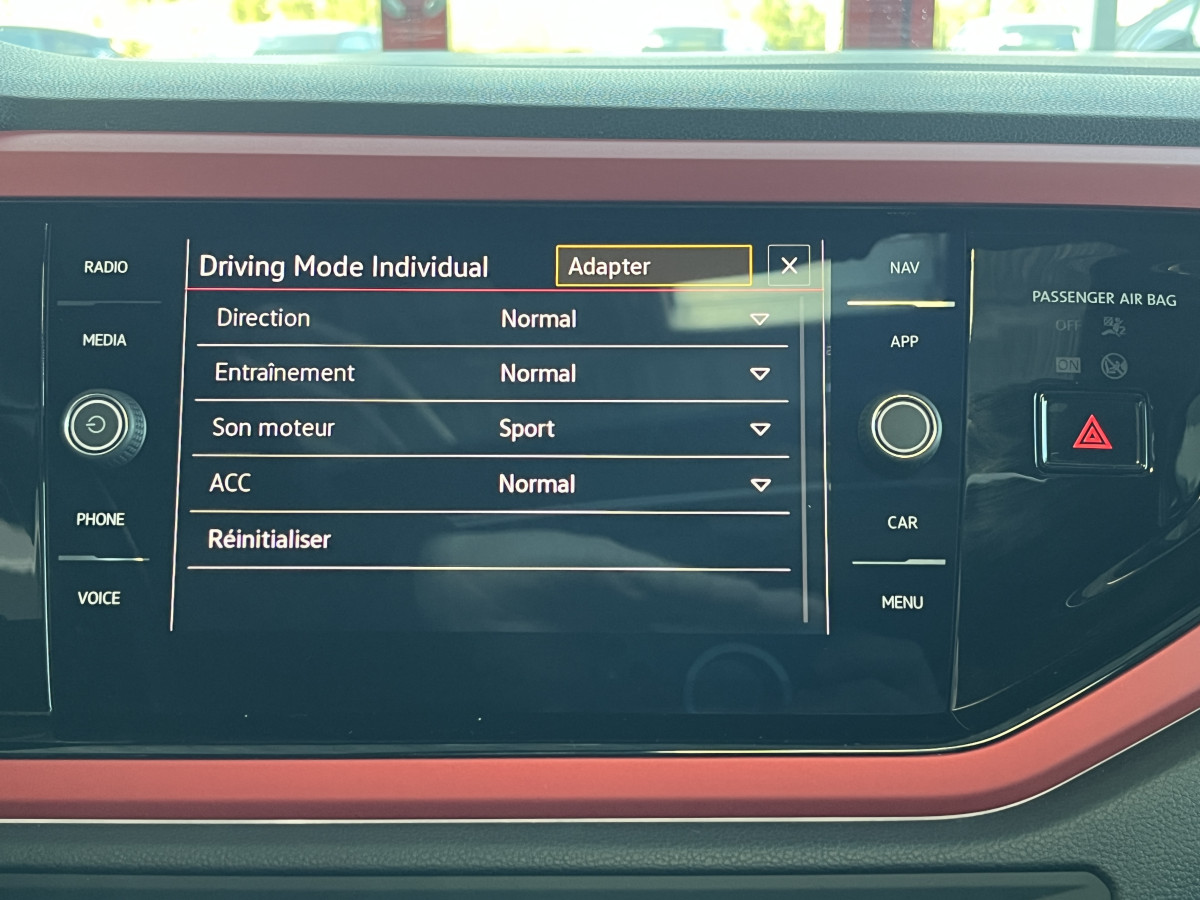 RADIO
MEDIA
PHONE
VOICE
Driving Mode Individual Adapter
Direction Normal
Entraînement Normal
Son moteur Sport
ACC Normal
Réinitialiser
NAV
APP
CAR
MENU
PASSENGER AIR BAG
OFF
ON